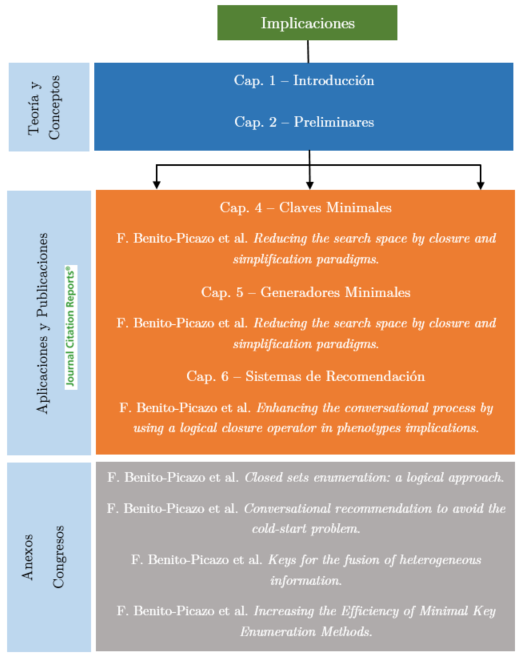 Implicaciones
Teoría y
Conceptos
Cap. 1 – Introducción
Cap. 2 – Preliminares
Aplicaciones y Publicaciones
Journal Citation Reports®
Cap. 4 – Claves Minimales
F. Benito-Picazo et al. Reducing the search space by closure and
simplification paradigms.
Cap. 5 – Generadores Minimales
F. Benito-Picazo et al. Reducing the search space by closure and
simplification paradigms.
Cap. 6 – Sistemas de Recomendación
F. Benito-Picazo et al. Enhancing the conversational process by
using a logical closure operator in phenotypes implications.
Anexos
Congresos
F. Benito-Picazo et al. Closed sets enumeration: a logical approach.
F. Benito-Picazo et al. Conversational recommendation to avoid the
cold-start problem.
F. Benito-Picazo et al. Keys for the fusion of heterogeneous
information.
F. Benito-Picazo et al. Increasing the Efficiency of Minimal Key
Enumeration Methods.